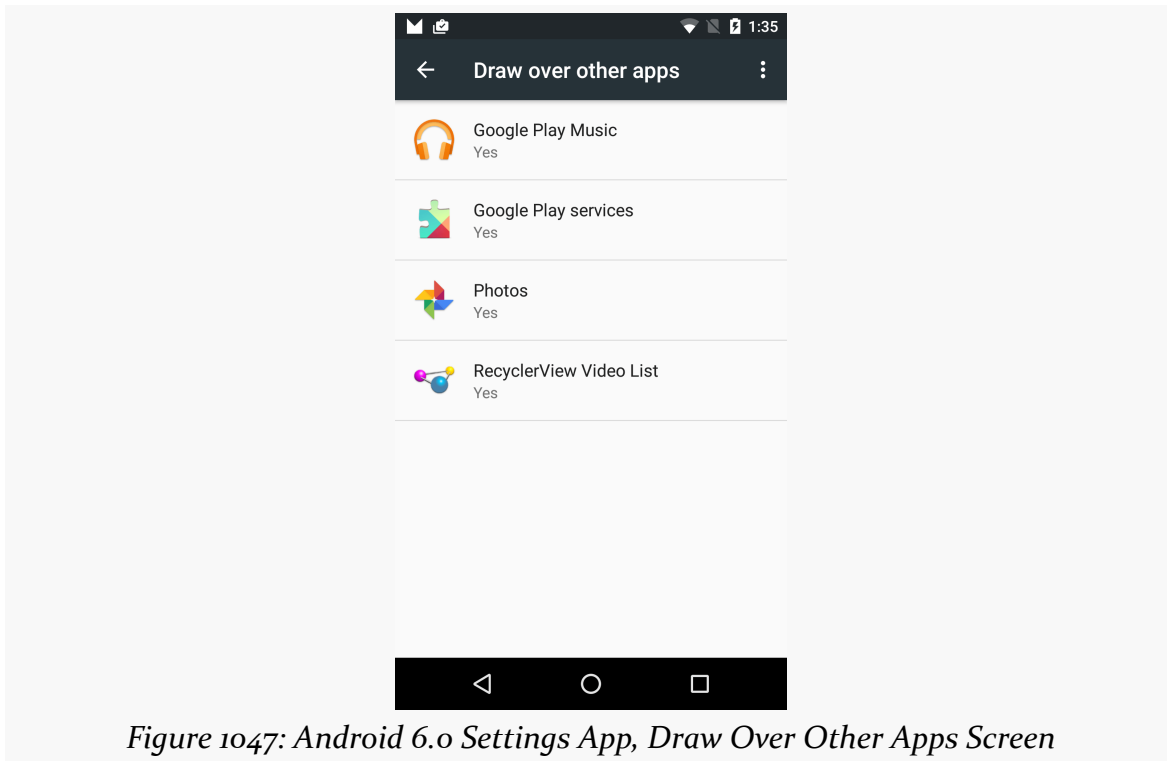 1:35
Draw over other apps
Google Play Music
Yes
Google Play services
Yes
Photos
Yes
RecyclerView Video List
Yes
Figure 1047: Android 6.0 Settings App, Draw Over Other Apps Screen